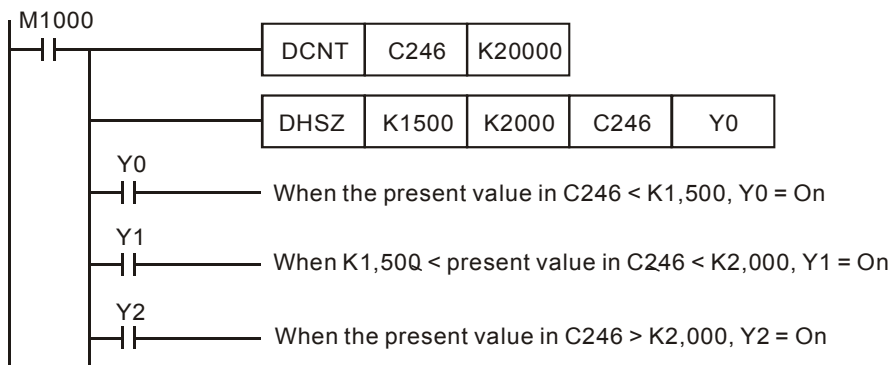 M1000
DCNT C246 K20000
DHSZ K1500 K2000 C246 Y0
Y0
When the present value in C246 < K1,500, Y0 = On
Y1
When K1,500 < present value in C246 < K2,000, Y1 = On
Y2
When the present value in C246 > K2,000, Y2 = On